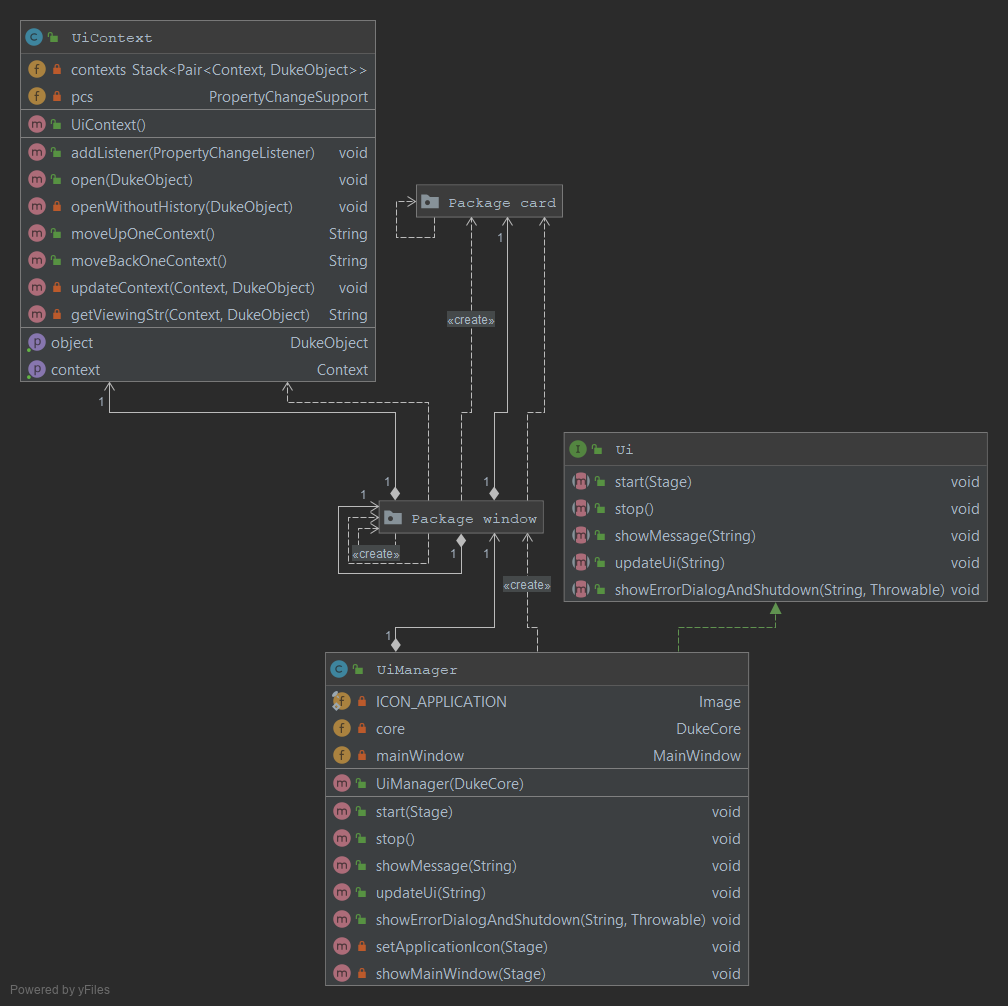 UiContext
contexts Stack<Pair<Context, DukeObject>>
pcs PropertyChangeSupport
UiContext()
addListener(PropertyChangeListener) void
open(DukeObject) void
openWithoutHistory(DukeObject) void
moveUpOneContext() String
moveBackOneContext() String
updateContext(Context, DukeObject) void
getViewingStr(Context, DukeObject) String
object DukeObject
context Context
Package card
1
«create»
1
Ui
start(Stage) void
stop() void
showMessage(String) void
updateUi(String) void
showErrorDialogAndShutdown(String, Throwable) void
1
1
1
Package window
«create»
1
1
«create»
1
UiManager
ICON_APPLICATION Image
core DukeCore
mainWindow MainWindow
UiManager(DukeCore)
start(Stage) void
stop() void
showMessage(String) void
updateUi(String) void
showErrorDialogAndShutdown(String, Throwable) void
setApplicationIcon(Stage) void
showMainWindow(Stage) void
Powered by yFiles